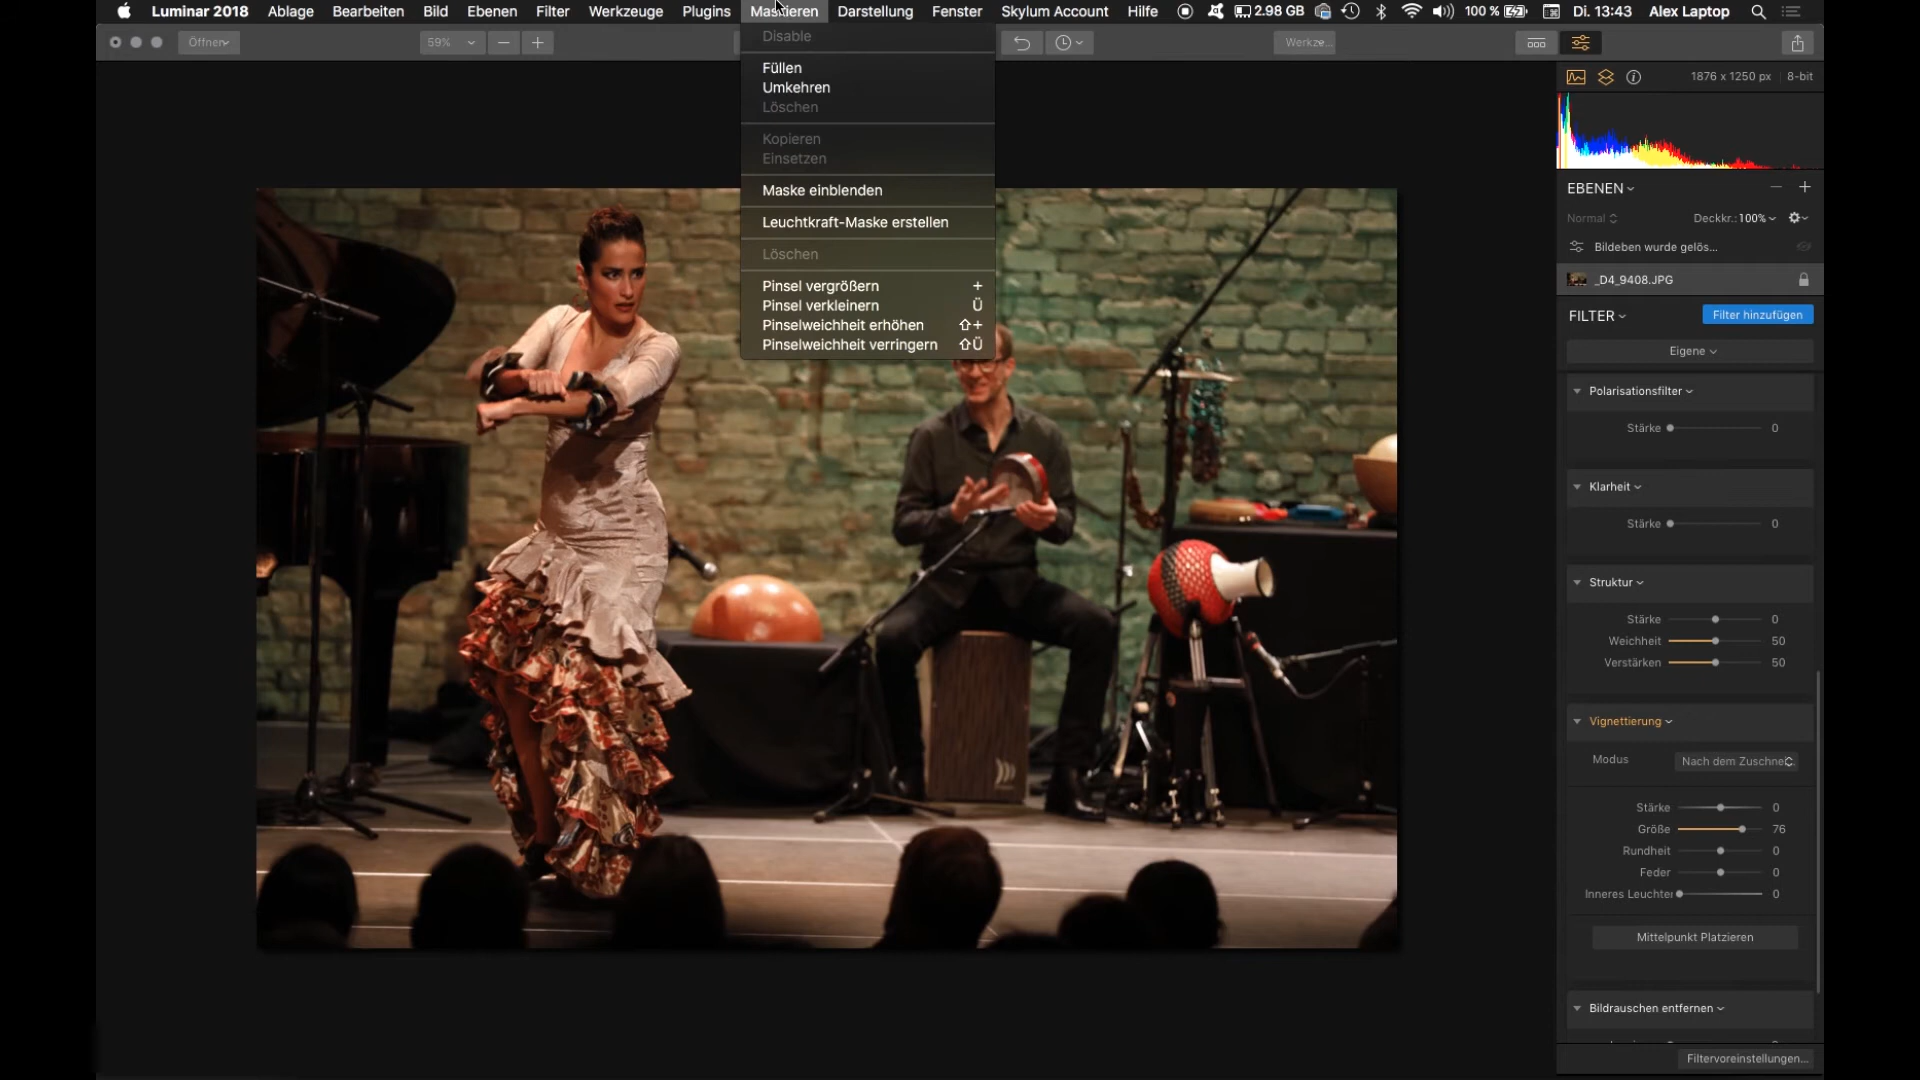 Luminar 2018 Ablage Bearbeiten Bild Ebenen Filter Werkzeuge Plugins Maskieren Darstellung Fenster Skylum Account Hilfe 2.98 GB 100 % Di. 13:43 Alex Laptop
Öffnen 59% Werkze...
Disable
Füllen
Umkehren
Löschen
Kopieren
Einsetzen
Maske einblenden
Leuchtkraft-Maske erstellen
Löschen
Pinsel vergrößern +
Pinsel verkleinern Ü
Pinselweichheit erhöhen ⇧+
Pinselweichheit verringern ⇧Ü
1876 x 1250 px 8-bit
EBENEN
Normal Deckkr.: 100%
Bildeben wurde gelös...
_D4_9408.JPG
FILTER Filter hinzufügen
Eigene
Polarisationsfilter
Stärke 0
Klarheit
Stärke 0
Struktur
Stärke 0
Weichheit 50
Verstärken 50
Vignettierung
Modus Nach dem Zuschne...
Stärke 0
Größe 76
Rundheit 0
Feder 0
Inneres Leuchter 0
Mittelpunkt Platzieren
Bildrauschen entfernen
Filtervoreinstellungen...